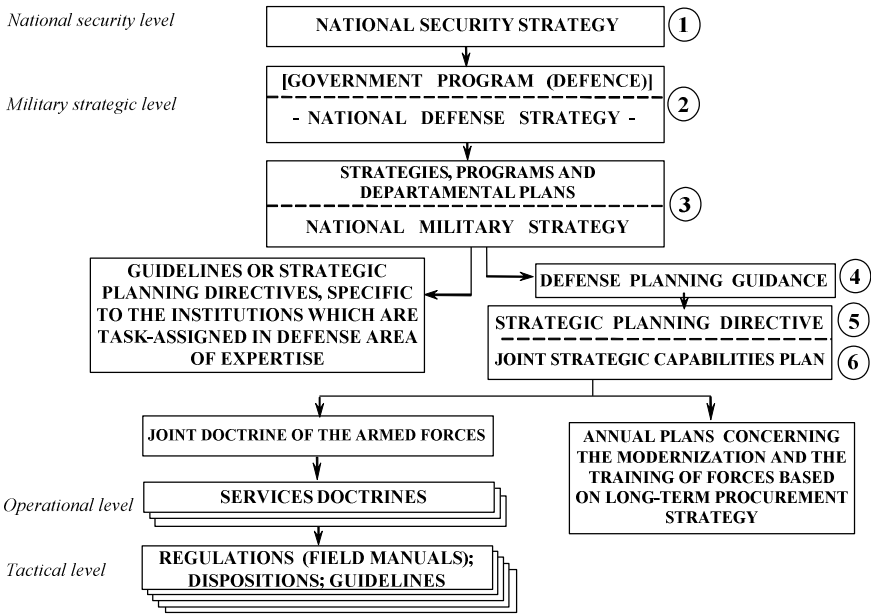 National security level
NATIONAL SECURITY STRATEGY
1
[GOVERNMENT PROGRAM (DEFENCE)]
Military strategic level
- NATIONAL DEFENSE STRATEGY -
2
STRATEGIES, PROGRAMS AND
DEPARTAMENTAL PLANS
NATIONAL MILITARY STRATEGY
3
GUIDELINES OR STRATEGIC
PLANNING DIRECTIVES, SPECIFIC
TO THE INSTITUTIONS WHICH ARE
TASK-ASSIGNED IN DEFENSE AREA
OF EXPERTISE
DEFENSE PLANNING GUIDANCE
4
STRATEGIC PLANNING DIRECTIVE
5
JOINT STRATEGIC CAPABILITIES PLAN
6
JOINT DOCTRINE OF THE ARMED FORCES
ANNUAL PLANS CONCERNING
THE MODERNIZATION AND THE
TRAINING OF FORCES BASED
ON LONG-TERM PROCUREMENT
STRATEGY
Operational level
SERVICES DOCTRINES
Tactical level
REGULATIONS (FIELD MANUALS);
DISPOSITIONS; GUIDELINES